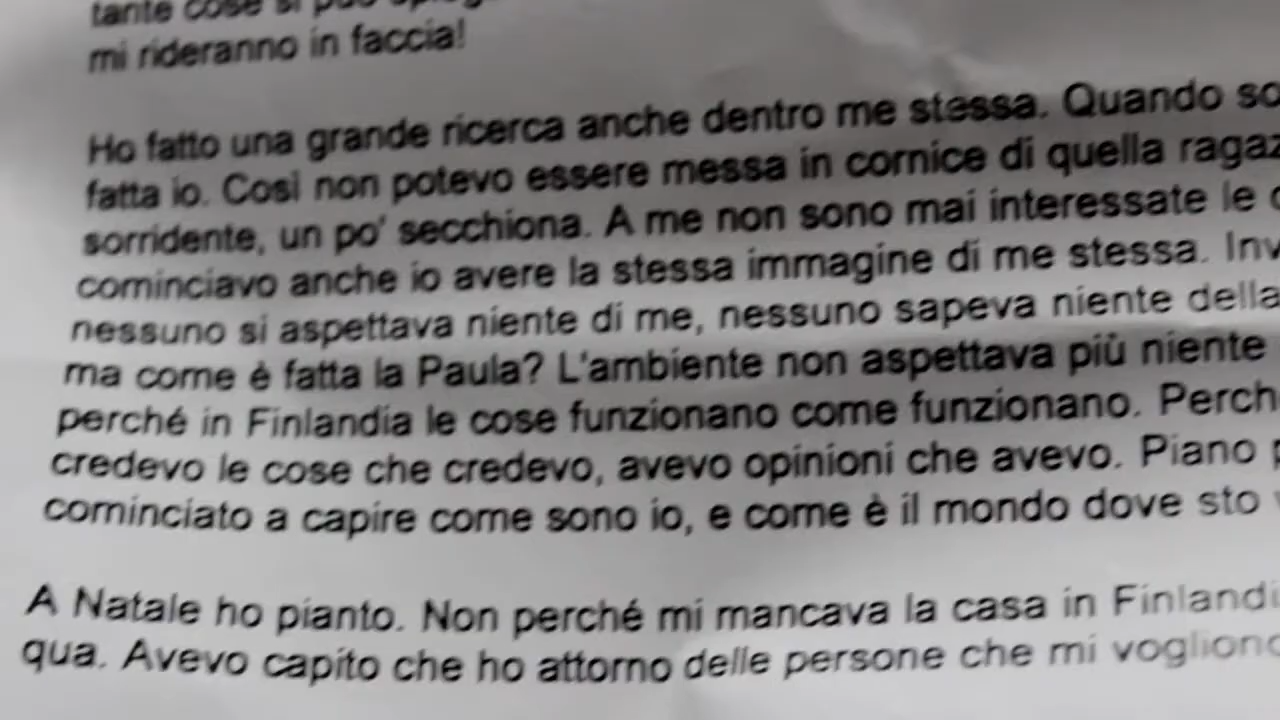 tante cose si può
mi rideranno in faccia!
Ho fatto una grande ricerca anche dentro me stessa. Quando
fatta io. Così non potevo essere messa in cornice di quella
sorridente, un po' secchiona. A me non sono mai interessate le
cominciavo anche io avere la stessa immagine di me stessa.
nessuno si aspettava niente di me, nessuno sapeva niente della
ma come è fatta la Paula? L'ambiente non aspettava più niente
perché in Finlandia le cose funzionano come funzionano.
credevo le cose che credevo, avevo opinioni che avevo. Piano
cominciato a capire come sono io, e come è il mondo dove sto
A Natale ho pianto. Non perché mi mancava la casa in
qua. Avevo capito che ho attorno delle persone che mi